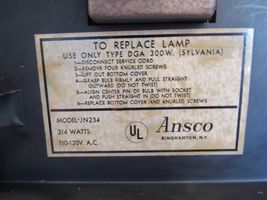 TO REPLACE LAMP
USE ONLY TYPE DGA 300W. (SYLVANIA)
1—DISCONNECT SERVICE CORD
2—REMOVE FOUR KNURLED SCREWS
3—LIFT OUT BOTTOM COVER
4—GRASP BULB FIRMLY AND PULL STRAIGHT
OUTWARD (DO NOT TWIST)
5—ALIGN CENTER PIN OF BULB WITH SOCKET
AND PUSH STRAIGHT IN (DO NOT TWIST)
6—REPLACE BOTTOM COVER AND KNURLED SCREWS
MODEL-JN234
314 WATTS
110-120V. A.C.
UL
Ansco
BINGHAMTON, N.Y.